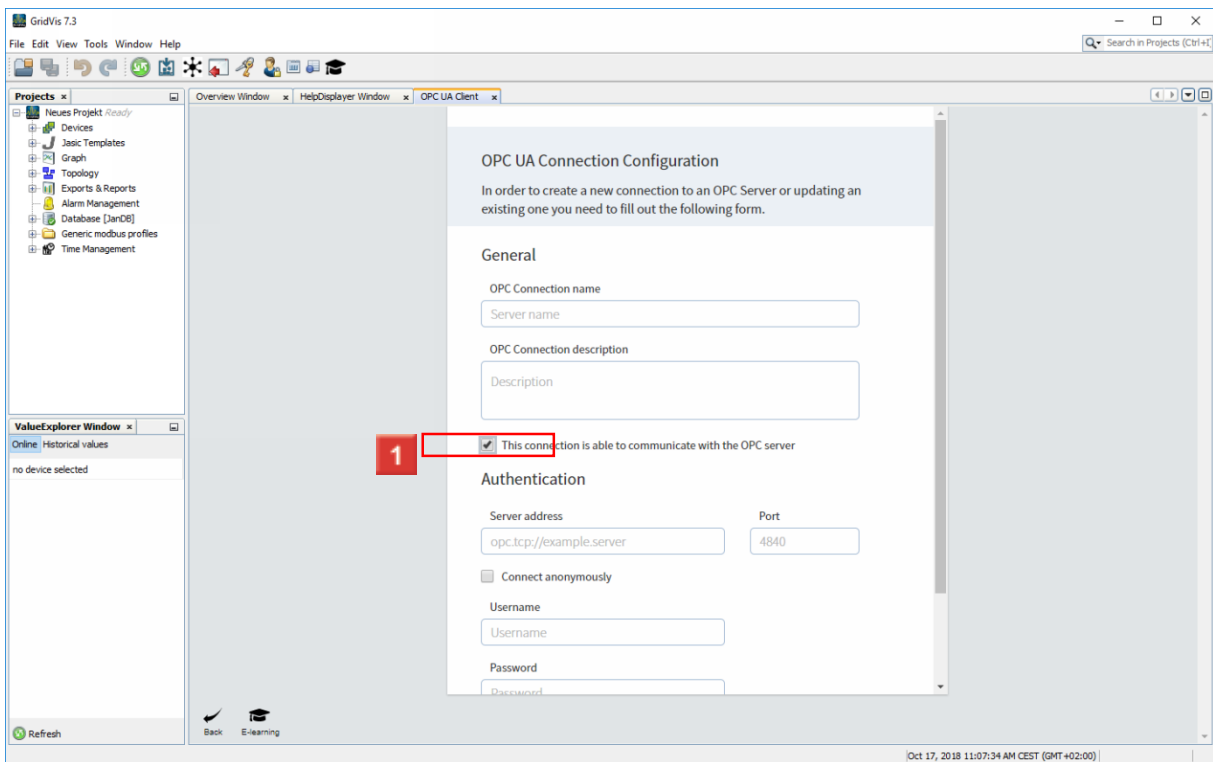 GridVis 7.3
File Edit View Tools Window Help
Search in Projects (Ctrl+I)
Projects
Overview Window
HelpDisplayer Window
OPC UA Client
Neues Projekt Ready
Devices
Jasic Templates
Graph
Topology
Exports & Reports
Alarm Management
Database [JanDB]
Generic modbus profiles
Time Management
OPC UA Connection Configuration
In order to create a new connection to an OPC Server or updating an
existing one you need to fill out the following form.
General
OPC Connection name
Server name
OPC Connection description
Description
1
This connection is able to communicate with the OPC server
Authentication
Server address
Port
opc.tcp://example.server
4840
Connect anonymously
Username
Username
Password
Password
ValueExplorer Window
Online Historical values
no device selected
Refresh
Back
E-learning
Oct 17, 2018 11:07:34 AM CEST (GMT+02:00)